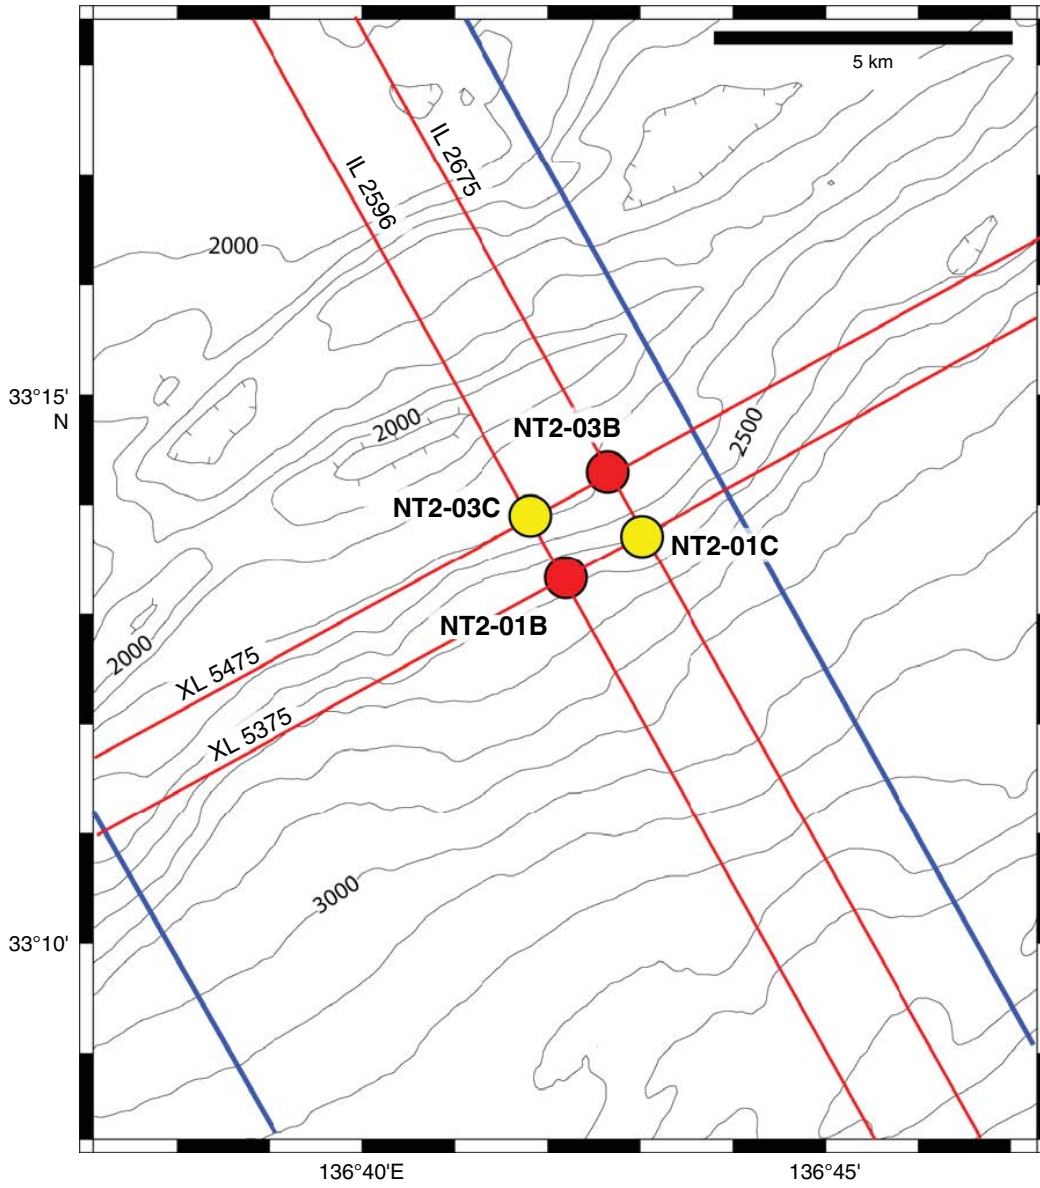 5 km
IL 2675
IL 2596
2000
33°15'
N
2000
NT2-03B
2500
NT2-03C
NT2-01C
NT2-01B
2000
XL 5475
XL 5375
3000
33°10'
136°40'E
136°45'